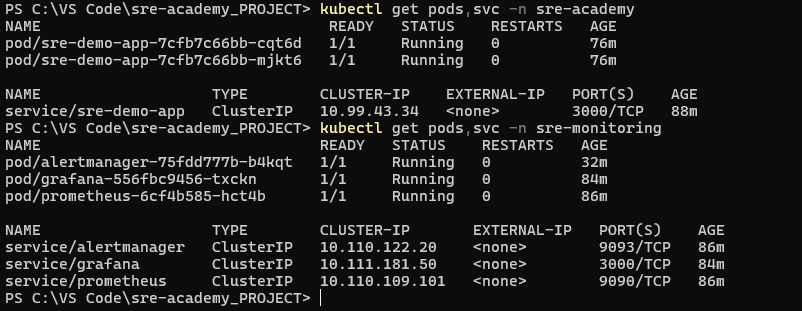 PS C:\VS Code\sre-academy_PROJECT> kubectl get pods,svc -n sre-academy
NAME                                READY   STATUS    RESTARTS   AGE
pod/sre-demo-app-7cfb7c66bb-cqt6d   1/1     Running   0          76m
pod/sre-demo-app-7cfb7c66bb-mjkt6   1/1     Running   0          76m

NAME                   TYPE        CLUSTER-IP    EXTERNAL-IP   PORT(S)    AGE
service/sre-demo-app   ClusterIP   10.99.43.34   <none>        3000/TCP   88m
PS C:\VS Code\sre-academy_PROJECT> kubectl get pods,svc -n sre-monitoring
NAME                               READY   STATUS    RESTARTS   AGE
pod/alertmanager-75fdd777b-b4kqt   1/1     Running   0          32m
pod/grafana-556fbc9456-txckn       1/1     Running   0          84m
pod/prometheus-6cf4b585-hct4b      1/1     Running   0          86m

NAME                   TYPE        CLUSTER-IP       EXTERNAL-IP   PORT(S)    AGE
service/alertmanager   ClusterIP   10.110.122.20    <none>        9093/TCP   86m
service/grafana        ClusterIP   10.111.181.50    <none>        3000/TCP   84m
service/prometheus     ClusterIP   10.110.109.101   <none>        9090/TCP   86m
PS C:\VS Code\sre-academy_PROJECT>